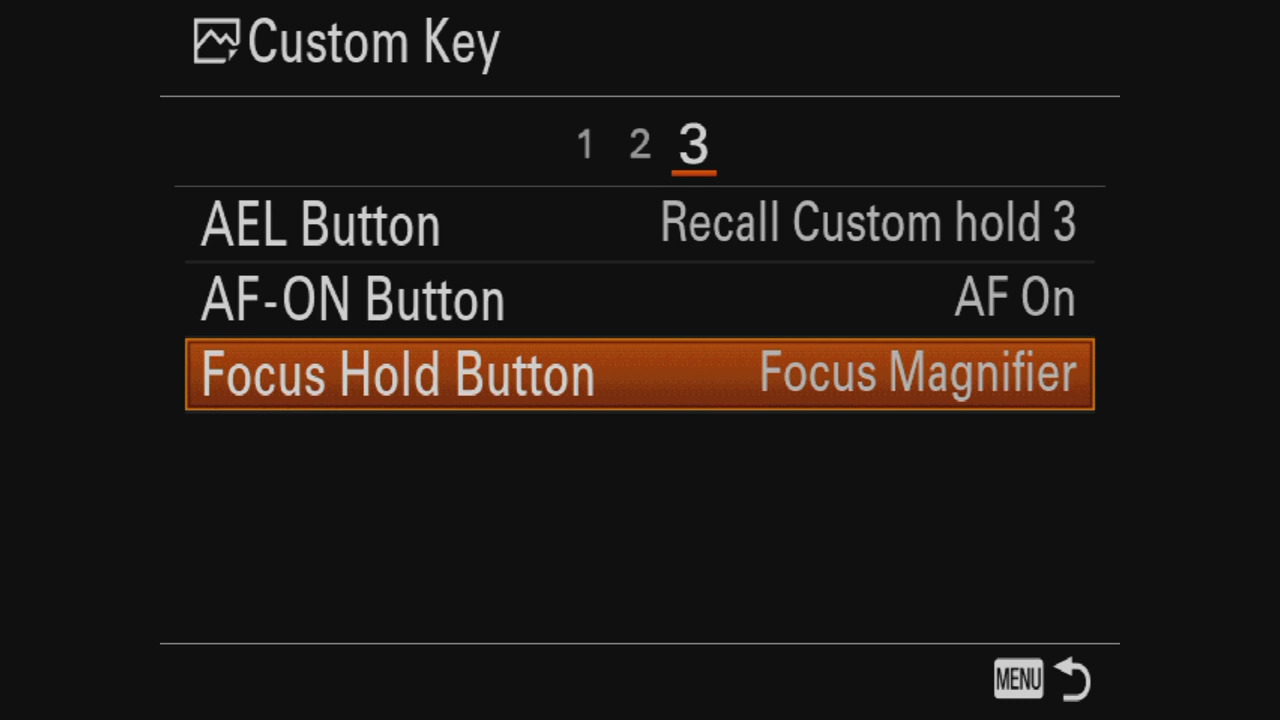 Custom Key
1 2 3
AEL Button Recall Custom hold 3
AF-ON Button AF On
Focus Hold Button Focus Magnifier
MENU